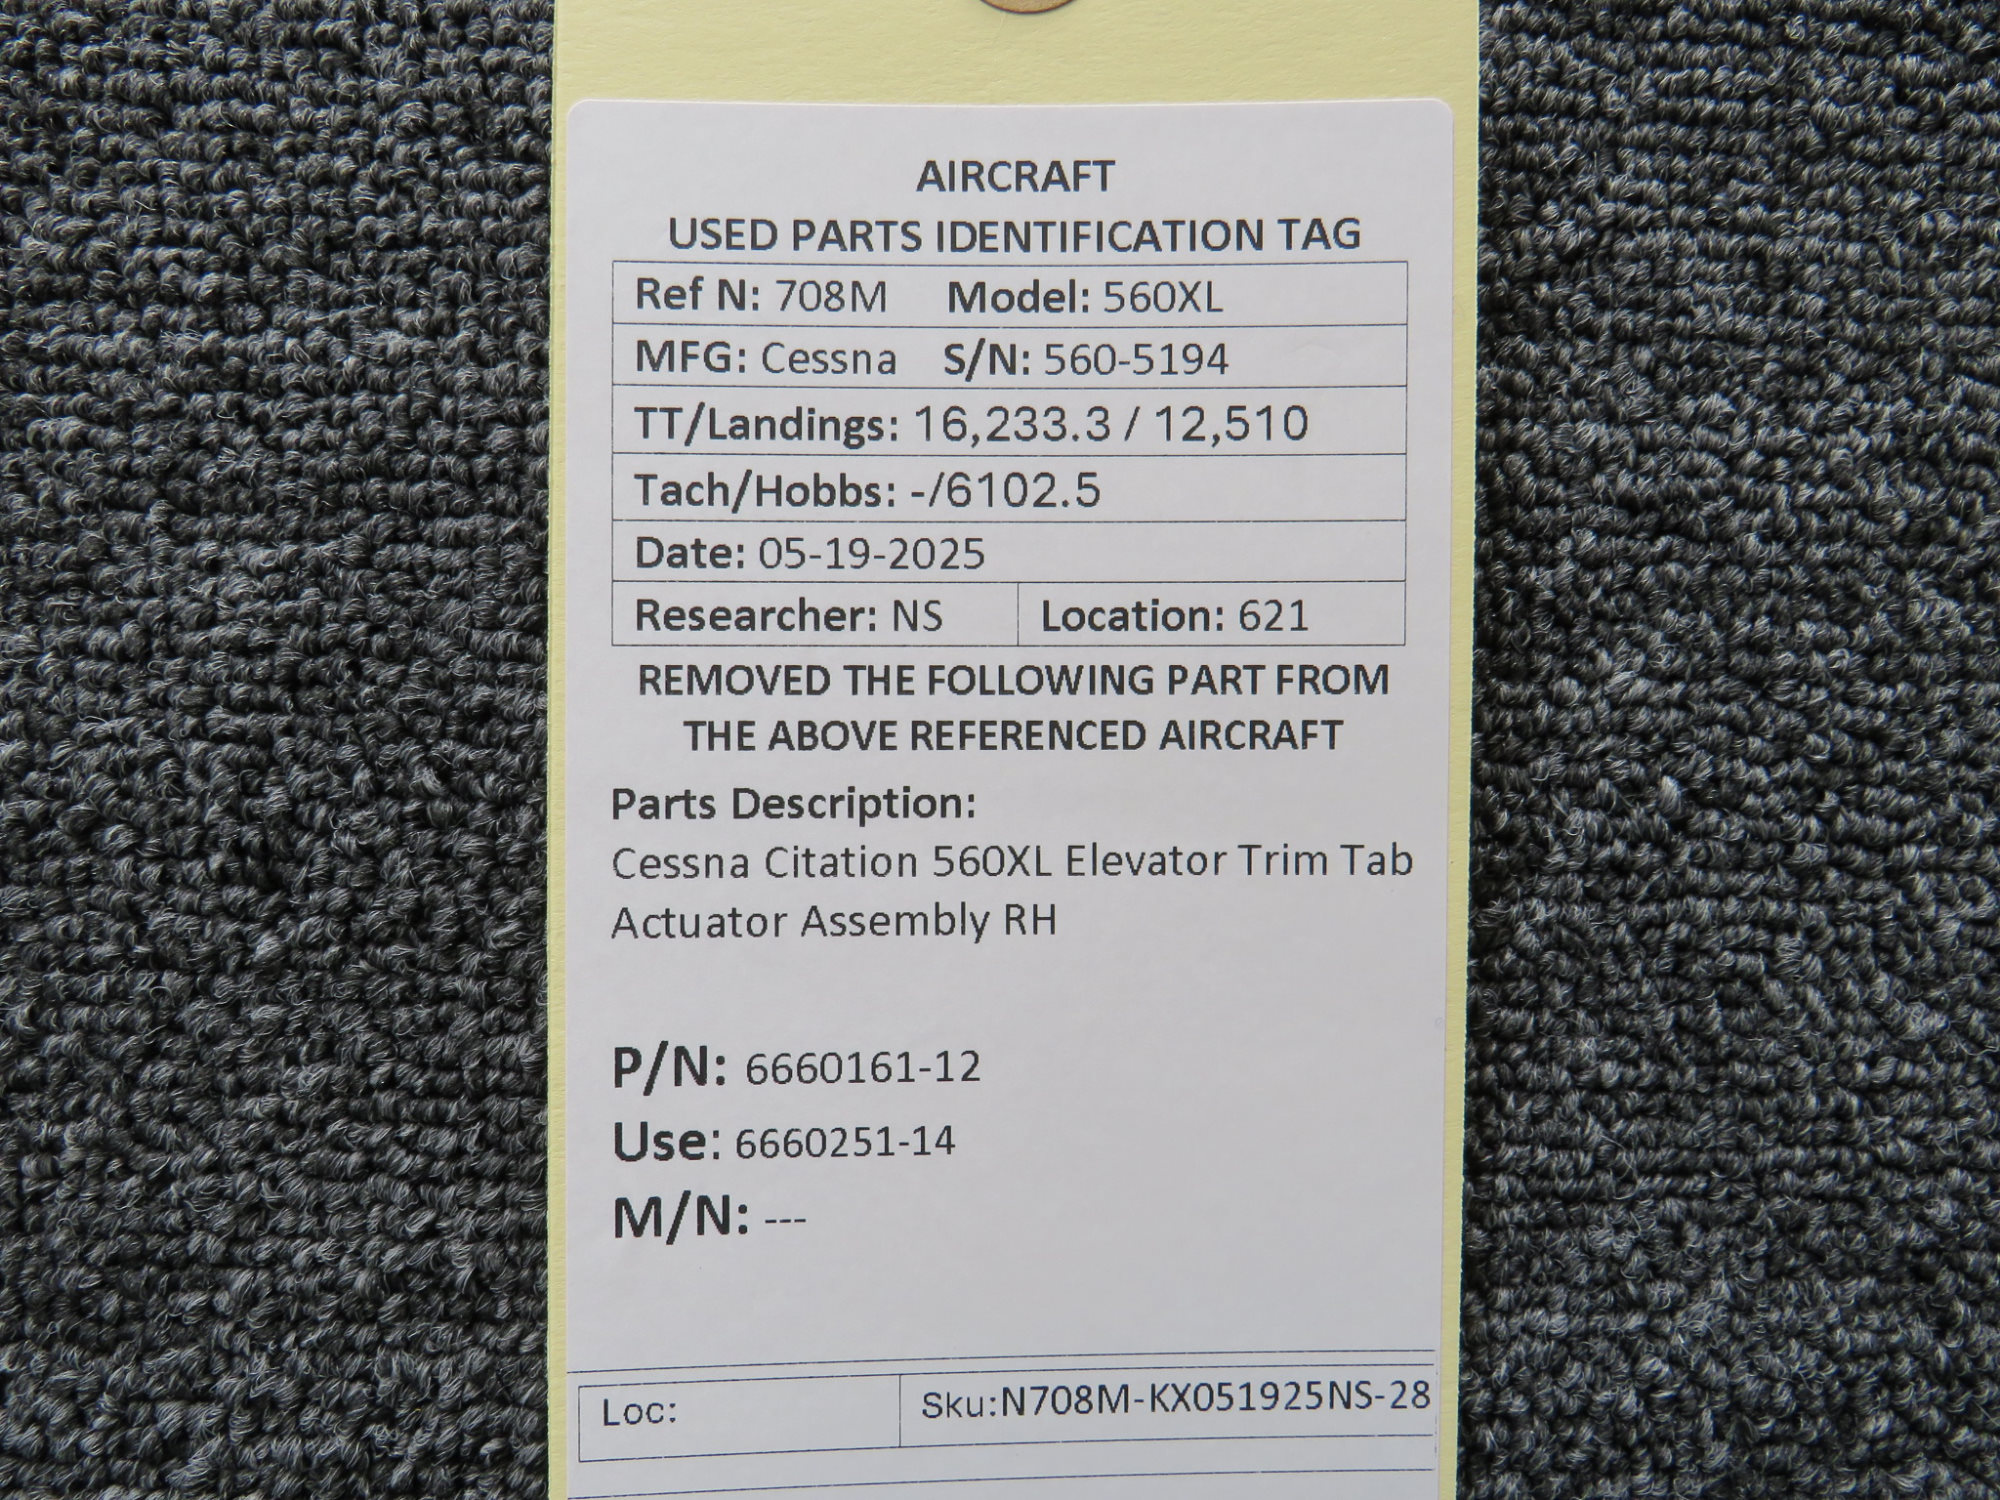 AIRCRAFT
USED PARTS IDENTIFICATION TAG
Ref N: 708M Model: 560XL
MFG: Cessna S/N: 560-5194
TT/Landings: 16,233.3 / 12,510
Tach/Hobbs: -/6102.5
Date: 05-19-2025
Researcher: NS Location: 621
REMOVED THE FOLLOWING PART FROM
THE ABOVE REFERENCED AIRCRAFT
Parts Description:
Cessna Citation 560XL Elevator Trim Tab
Actuator Assembly RH
P/N: 6660161-12
Use: 6660251-14
M/N: ---
Loc: Sku:N708M-KX051925NS-28